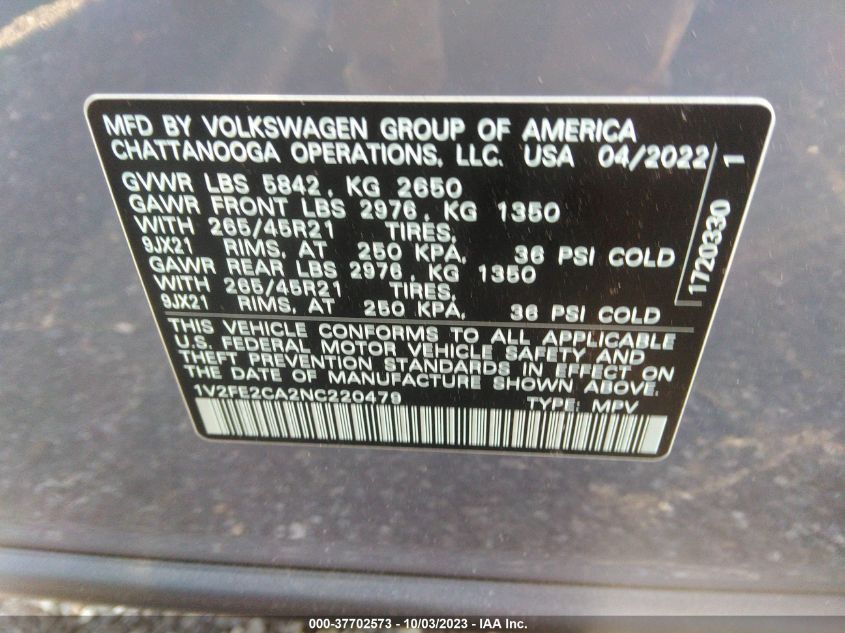 MFD BY VOLKSWAGEN GROUP OF AMERICA
CHATTANOOGA OPERATIONS, LLC. USA 04/2022
GVWR LBS 5842, KG 2650
GAWR FRONT LBS 2976, KG 1350
WITH 265/45R21 TIRES,
9JX21 RIMS, AT 250 KPA, 36 PSI COLD
GAWR REAR LBS 2976, KG 1350
WITH 265/45R21 TIRES,
9JX21 RIMS, AT 250 KPA, 36 PSI COLD
1720330 1
THIS VEHICLE CONFORMS TO ALL APPLICABLE
U.S. FEDERAL MOTOR VEHICLE SAFETY AND
THEFT PREVENTION STANDARDS IN EFFECT ON
THE DATE OF MANUFACTURE SHOWN ABOVE.
1V2FE2CA2NC220479 TYPE: MPV
000-37702573 - 10/03/2023 - IAA Inc.